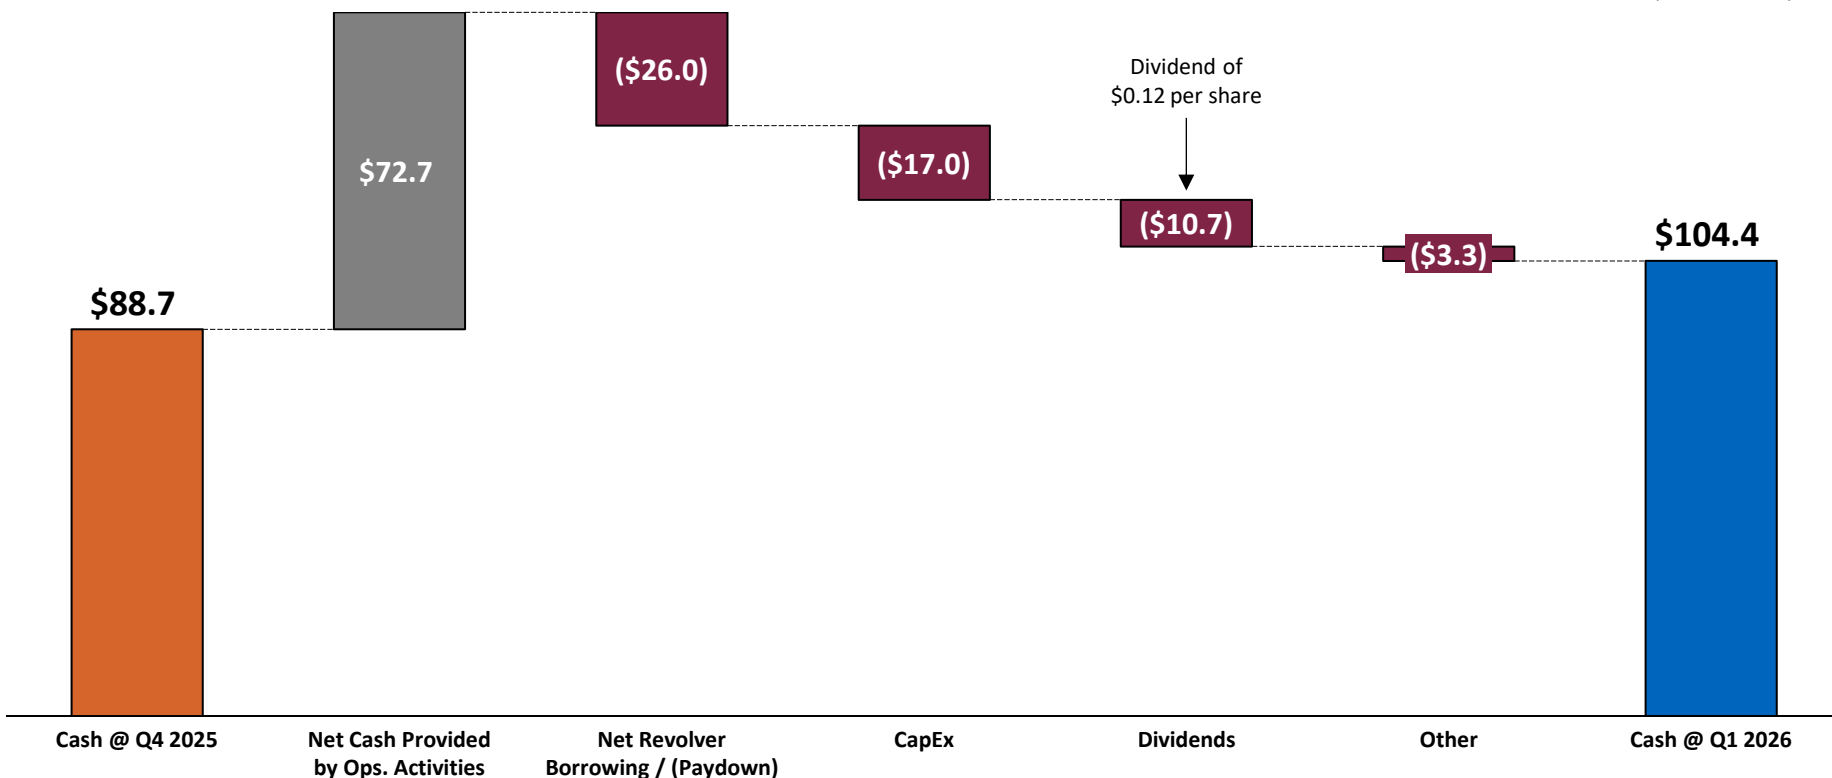 ($26.0)
Dividend of
$0.12 per share
$72.7
($17.0)
($10.7)
$104.4
($3.3)
$88.7
Cash @ Q4 2025
Net Cash Provided
by Ops. Activities
Net Revolver
Borrowing / (Paydown)
CapEx
Dividends
Other
Cash @ Q1 2026